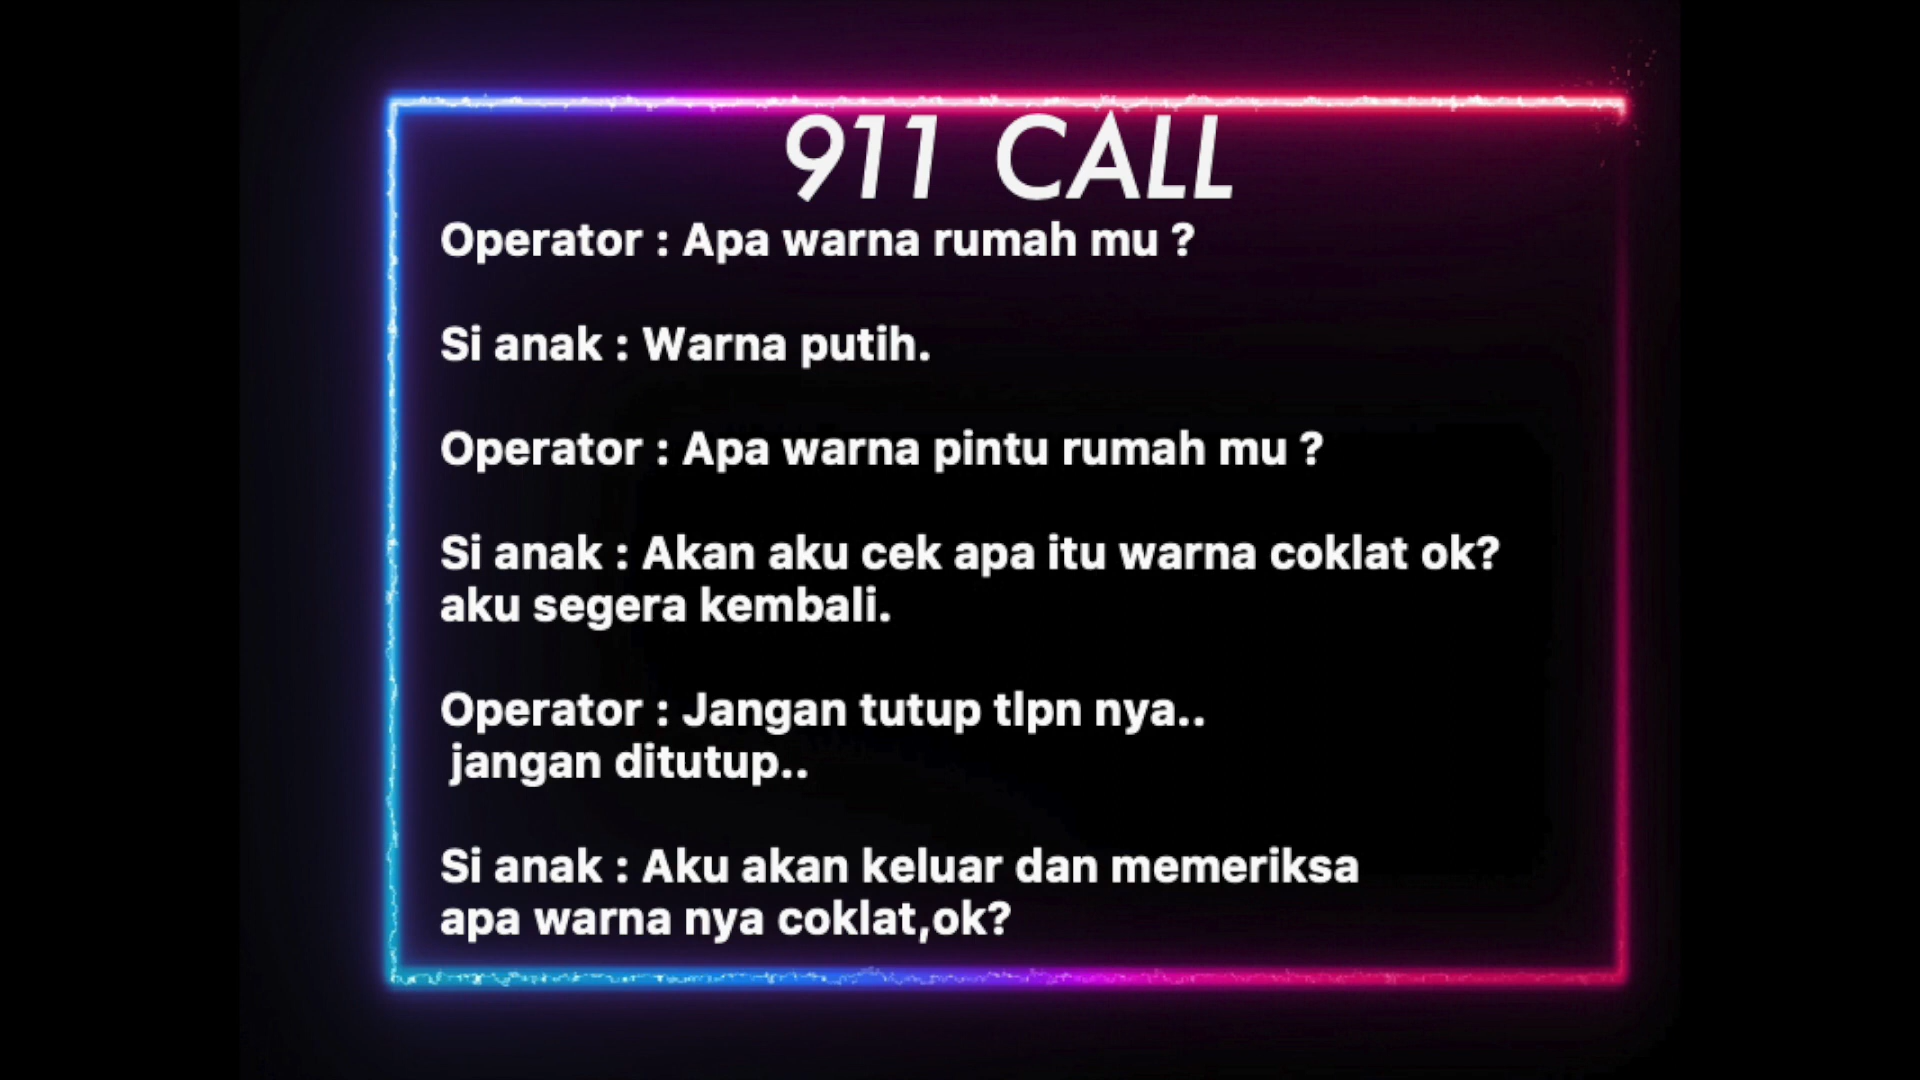 911 CALL
Operator : Apa warna rumah mu ?
Si anak : Warna putih.
Operator : Apa warna pintu rumah mu ?
Si anak : Akan aku cek apa itu warna coklat ok?
aku segera kembali.
Operator : Jangan tutup tlpn nya..
jangan ditutup..
Si anak : Aku akan keluar dan memeriksa
apa warna nya coklat,ok?